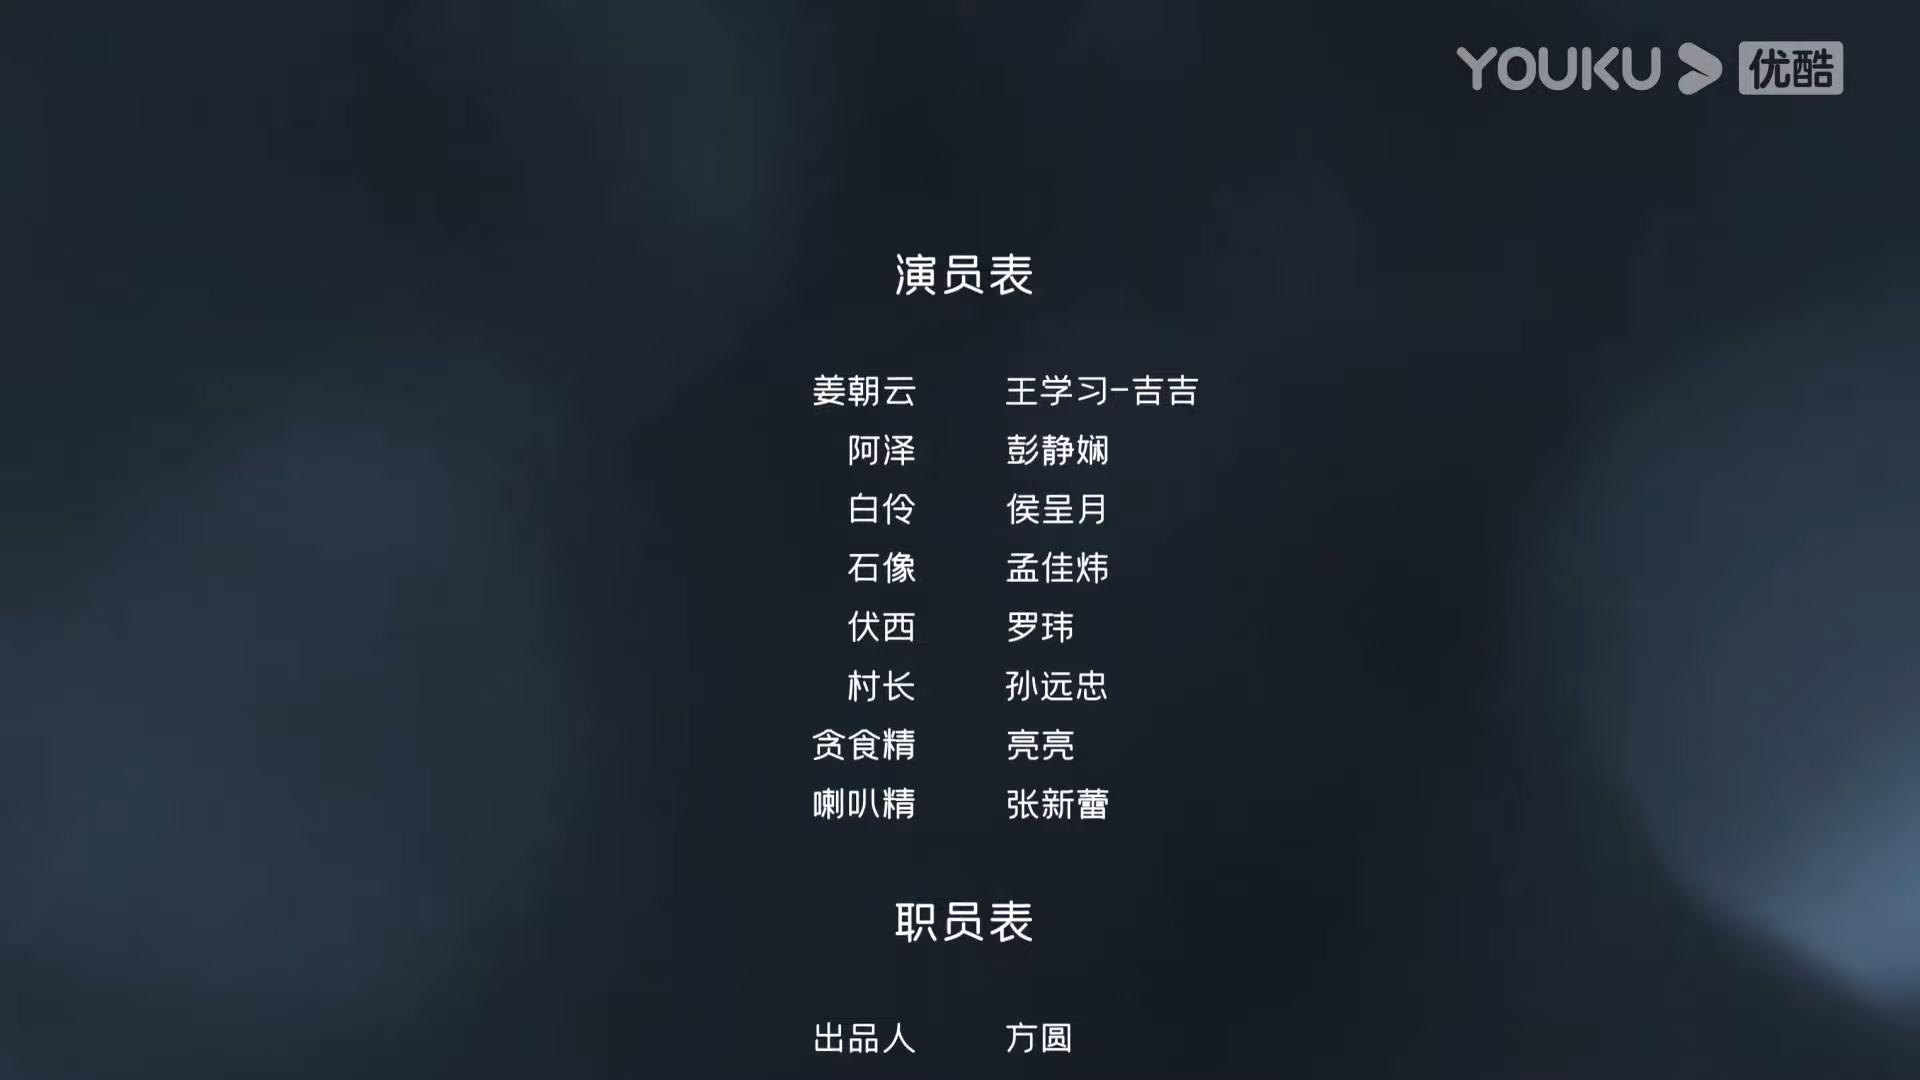 YOUKU 优酷
演员表
姜朝云 王学习-吉吉
阿泽 彭静娴
白伶 侯呈月
石像 孟佳炜
伏西 罗玮
村长 孙远忠
贪食精 亮亮
喇叭精 张新蕾
职员表
出品人 方圆